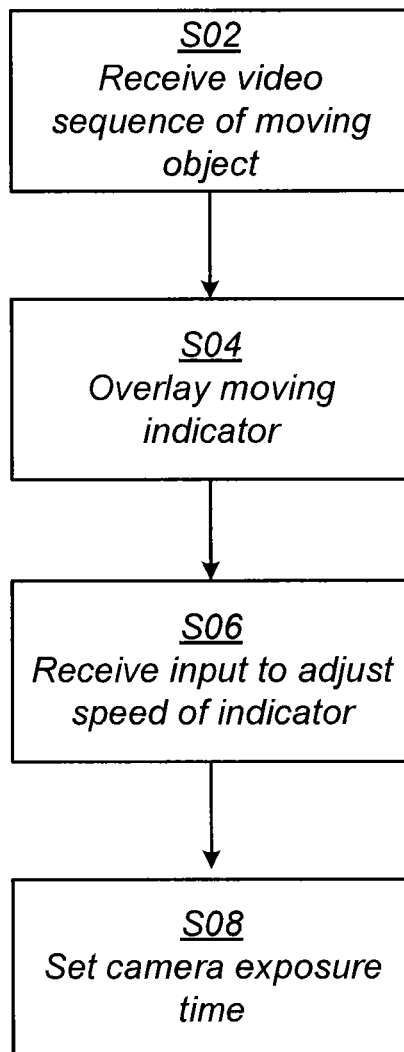 S02
Receive video
sequence of moving
object
S04
Overlay moving
indicator
S06
Receive input to adjust
speed of indicator
S08
Set camera exposure
time